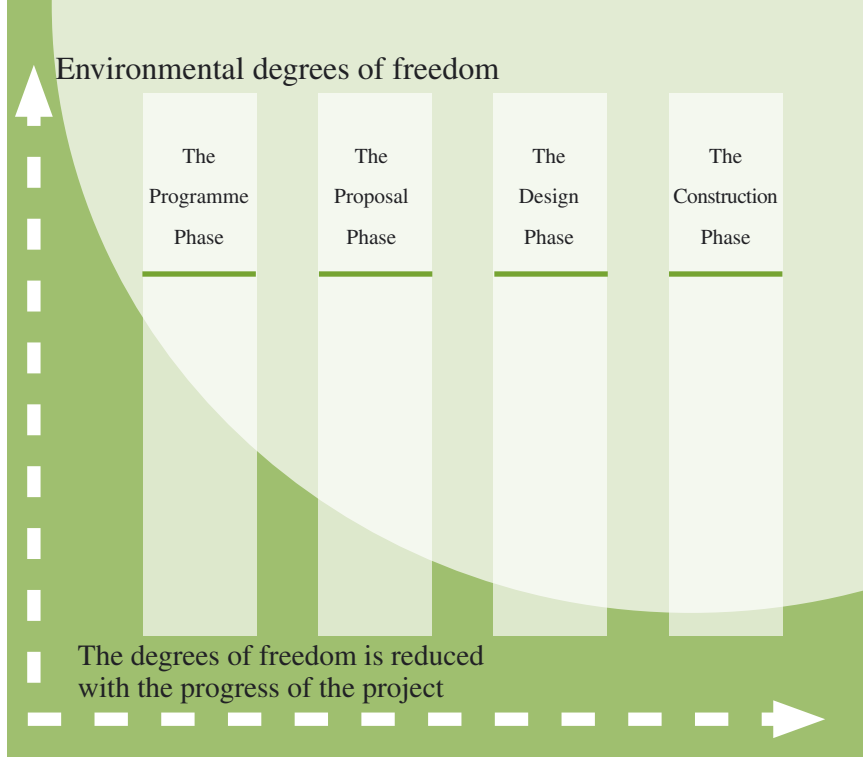 Environmental degrees of freedom
The
Programme
Phase
The
Proposal
Phase
The
Design
Phase
The
Construction
Phase
The degrees of freedom is reduced
with the progress of the project